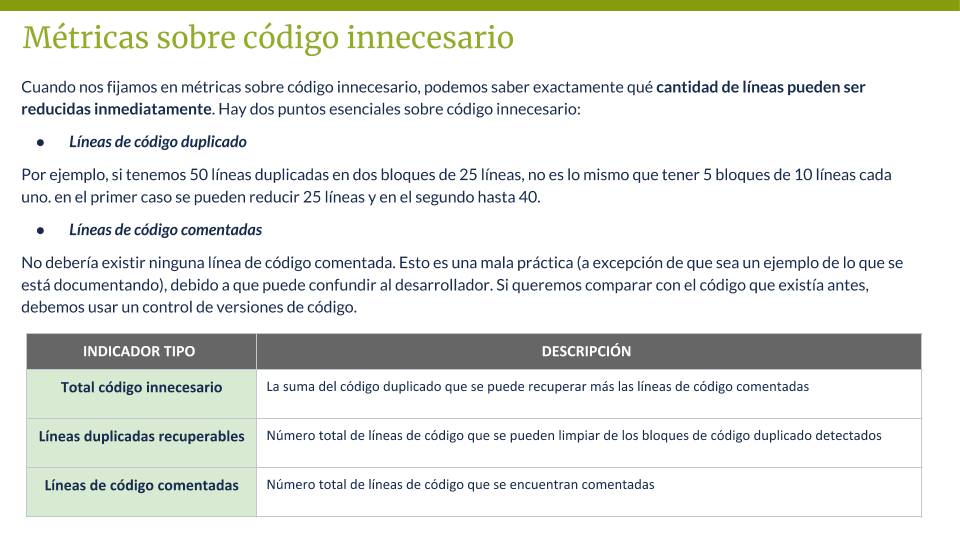 Métricas sobre código innecesario
Cuando nos fijamos en métricas sobre código innecesario, podemos saber exactamente qué cantidad de líneas pueden ser
reducidas inmediatamente. Hay dos puntos esenciales sobre código innecesario:
● Líneas de código duplicado
Por ejemplo, si tenemos 50 líneas duplicadas en dos bloques de 25 líneas, no es lo mismo que tener 5 bloques de 10 líneas cada
uno. en el primer caso se pueden reducir 25 líneas y en el segundo hasta 40.
● Líneas de código comentadas
No debería existir ninguna línea de código comentada. Esto es una mala práctica (a excepción de que sea un ejemplo de lo que se
está documentando), debido a que puede confundir al desarrollador. Si queremos comparar con el código que existía antes,
debemos usar un control de versiones de código.
INDICADOR TIPO DESCRIPCIÓN
Total código innecesario La suma del código duplicado que se puede recuperar más las líneas de código comentadas
Líneas duplicadas recuperables Número total de líneas de código que se pueden limpiar de los bloques de código duplicado detectados
Líneas de código comentadas Número total de líneas de código que se encuentran comentadas